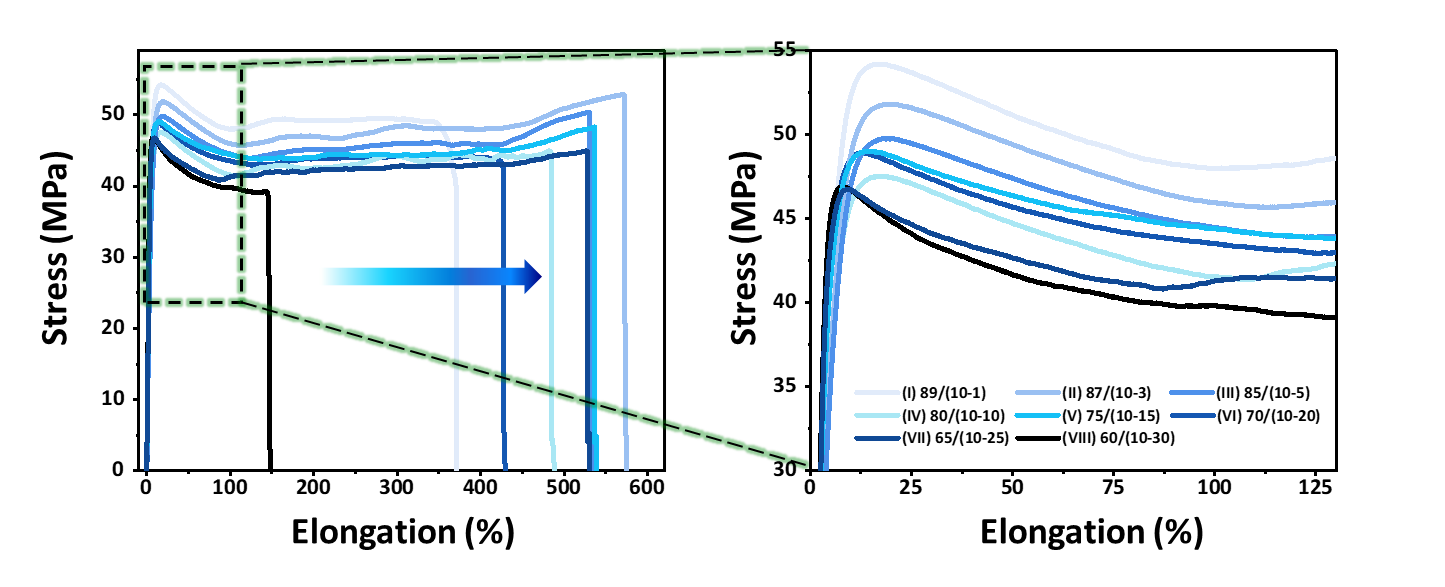 Stress (MPa)
50
40
30
20
10
0
0 100 200 300 400 500 600
Elongation (%)
Stress (MPa)
55
50
45
40
35
30
0 25 50 75 100 125
Elongation (%)
(I) 89/(10-1) (II) 87/(10-3) (III) 85/(10-5)
(IV) 80/(10-10) (V) 75/(10-15) (VI) 70/(10-20)
(VII) 65/(10-25) (VIII) 60/(10-30)